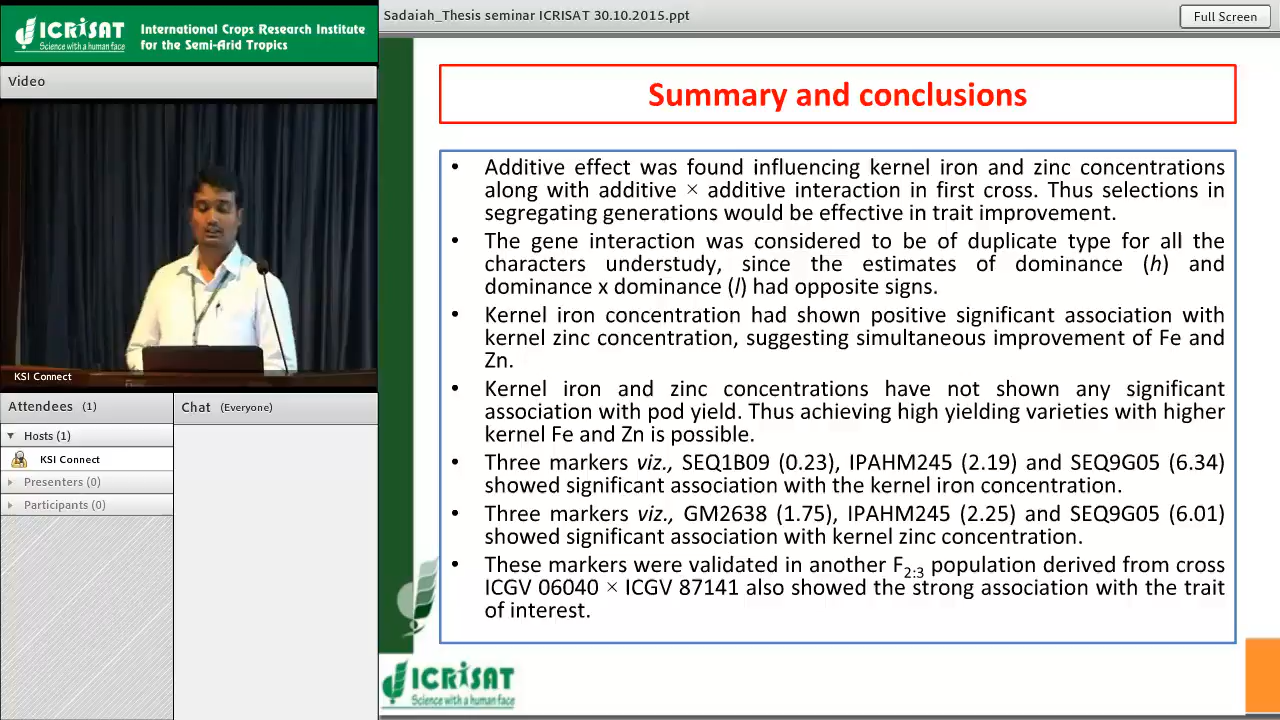 ICRISAT
Science with a human face
International Crops Research Institute
for the Semi-Arid Tropics
Sadaiah_Thesis seminar ICRISAT 30.10.2015.ppt
Full Screen
Video
KSI Connect
Attendees (1)
Hosts (1)
KSI Connect
Presenters (0)
Participants (0)
Chat (Everyone)
Summary and conclusions
• Additive effect was found influencing kernel iron and zinc concentrations
along with additive × additive interaction in first cross. Thus selections in
segregating generations would be effective in trait improvement.
• The gene interaction was considered to be of duplicate type for all the
characters understudy, since the estimates of dominance (h) and
dominance x dominance (l) had opposite signs.
• Kernel iron concentration had shown positive significant association with
kernel zinc concentration, suggesting simultaneous improvement of Fe and
Zn.
• Kernel iron and zinc concentrations have not shown any significant
association with pod yield. Thus achieving high yielding varieties with higher
kernel Fe and Zn is possible.
• Three markers viz., SEQ1B09 (0.23), IPAHM245 (2.19) and SEQ9G05 (6.34)
showed significant association with the kernel iron concentration.
• Three markers viz., GM2638 (1.75), IPAHM245 (2.25) and SEQ9G05 (6.01)
showed significant association with kernel zinc concentration.
• These markers were validated in another F2:3 population derived from cross
ICGV 06040 × ICGV 87141 also showed the strong association with the trait
of interest.
ICRISAT
Science with a human face